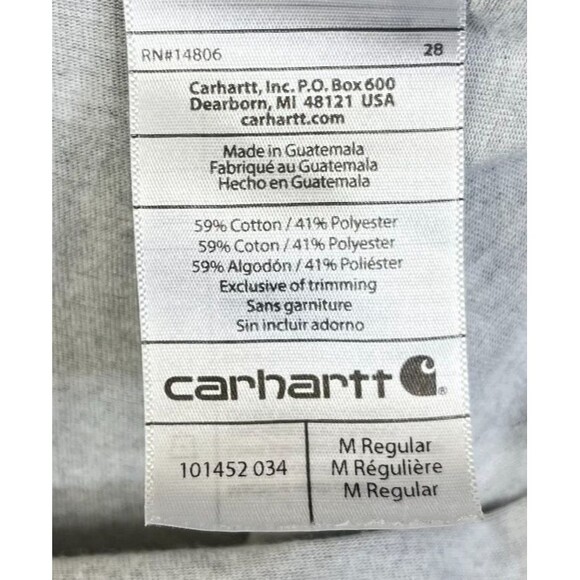 RN#14806 28
Carhartt, Inc. P.O. Box 600
Dearborn, MI 48121 USA
carhartt.com
Made in Guatemala
Fabriqué au Guatemala
Hecho en Guatemala
59% Cotton / 41% Polyester
59% Coton / 41% Polyester
59% Algodón / 41% Poliéster
Exclusive of trimming
Sans garniture
Sin incluir adorno
carhartt ®
101452 034
M Regular
M Régulière
M Regular